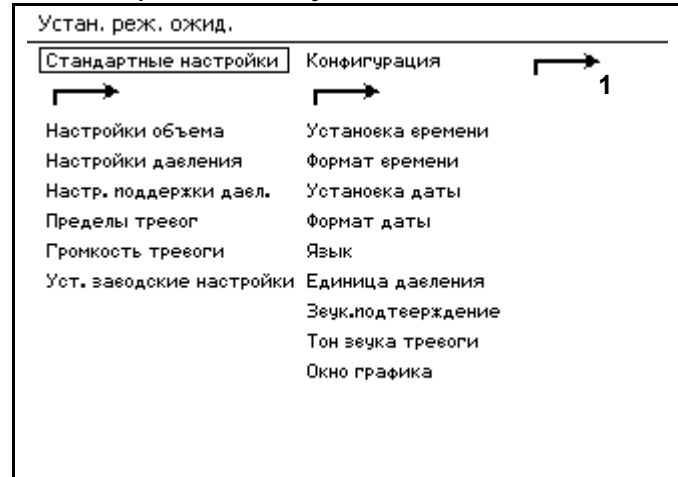 Устан. реж. ожид.
Стандартные настройки Конфигурация
1
Настройки объема Установка времени
Настройки давления Формат времени
Настр. поддержки давл. Установка даты
Пределы тревог Формат даты
Громкость тревоги Язык
Уст. заводские настройки Единица давления
Звук.подтверждение
Тон звука тревоги
Окно графика